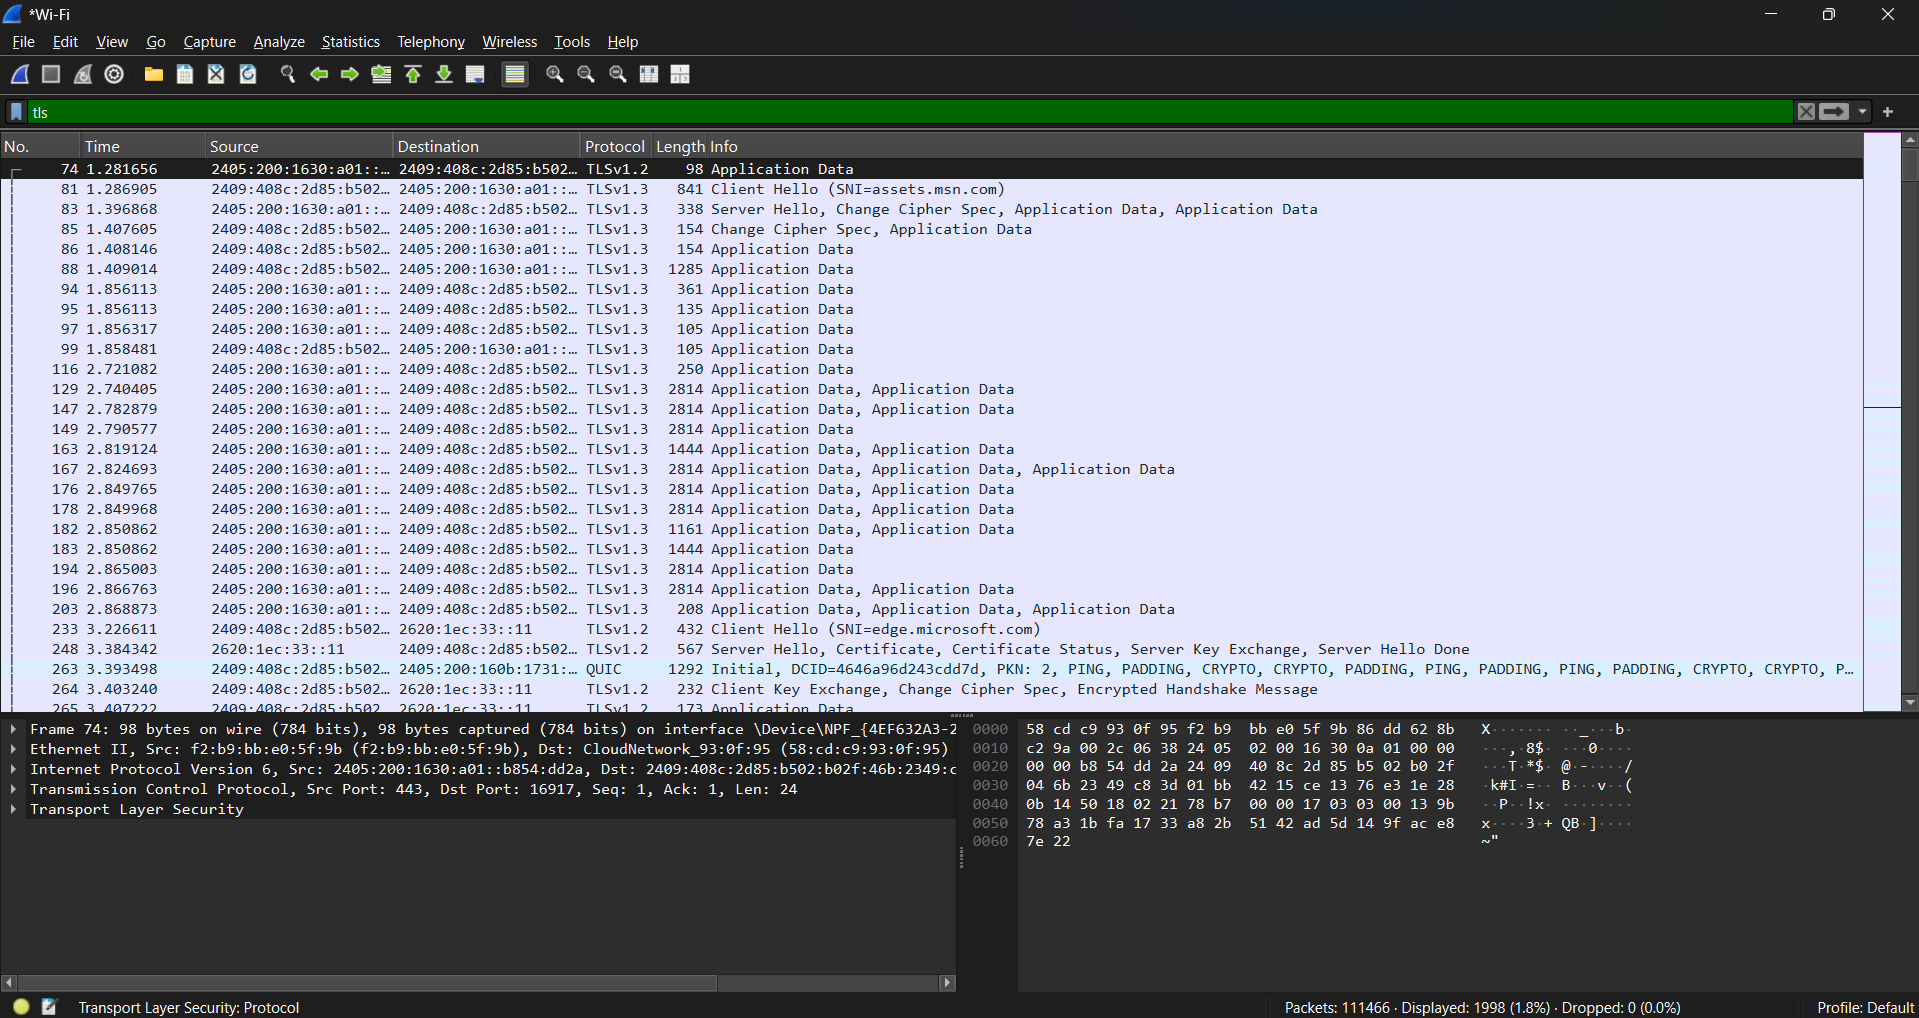 *Wi-Fi
File Edit View Go Capture Analyze Statistics Telephony Wireless Tools Help
tls
No. Time Source Destination Protocol Length Info
74 1.281656 2405:200:1630:a01::… 2409:408c:2d85:b502… TLSv1.2 98 Application Data
81 1.286905 2409:408c:2d85:b502… 2405:200:1630:a01::… TLSv1.3 841 Client Hello (SNI=assets.msn.com)
83 1.396868 2405:200:1630:a01::… 2409:408c:2d85:b502… TLSv1.3 338 Server Hello, Change Cipher Spec, Application Data, Application Data
85 1.407605 2409:408c:2d85:b502… 2405:200:1630:a01::… TLSv1.3 154 Change Cipher Spec, Application Data
86 1.408146 2409:408c:2d85:b502… 2405:200:1630:a01::… TLSv1.3 154 Application Data
88 1.409014 2409:408c:2d85:b502… 2405:200:1630:a01::… TLSv1.3 1285 Application Data
94 1.856113 2405:200:1630:a01::… 2409:408c:2d85:b502… TLSv1.3 361 Application Data
95 1.856113 2405:200:1630:a01::… 2409:408c:2d85:b502… TLSv1.3 135 Application Data
97 1.856317 2405:200:1630:a01::… 2409:408c:2d85:b502… TLSv1.3 105 Application Data
99 1.858481 2409:408c:2d85:b502… 2405:200:1630:a01::… TLSv1.3 105 Application Data
116 2.721082 2405:200:1630:a01::… 2409:408c:2d85:b502… TLSv1.3 250 Application Data
129 2.740405 2405:200:1630:a01::… 2409:408c:2d85:b502… TLSv1.3 2814 Application Data, Application Data
147 2.782879 2405:200:1630:a01::… 2409:408c:2d85:b502… TLSv1.3 2814 Application Data, Application Data
149 2.790577 2405:200:1630:a01::… 2409:408c:2d85:b502… TLSv1.3 2814 Application Data
163 2.819124 2405:200:1630:a01::… 2409:408c:2d85:b502… TLSv1.3 1444 Application Data, Application Data
167 2.824693 2405:200:1630:a01::… 2409:408c:2d85:b502… TLSv1.3 2814 Application Data, Application Data, Application Data
176 2.849765 2405:200:1630:a01::… 2409:408c:2d85:b502… TLSv1.3 2814 Application Data, Application Data
178 2.849968 2405:200:1630:a01::… 2409:408c:2d85:b502… TLSv1.3 2814 Application Data, Application Data
182 2.850862 2405:200:1630:a01::… 2409:408c:2d85:b502… TLSv1.3 1161 Application Data, Application Data
183 2.850862 2405:200:1630:a01::… 2409:408c:2d85:b502… TLSv1.3 1444 Application Data
194 2.865003 2405:200:1630:a01::… 2409:408c:2d85:b502… TLSv1.3 2814 Application Data
196 2.866763 2405:200:1630:a01::… 2409:408c:2d85:b502… TLSv1.3 2814 Application Data, Application Data
203 2.868873 2405:200:1630:a01::… 2409:408c:2d85:b502… TLSv1.3 208 Application Data, Application Data, Application Data
233 3.226611 2409:408c:2d85:b502… 2620:1ec:33::11 TLSv1.2 432 Client Hello (SNI=edge.microsoft.com)
248 3.384342 2620:1ec:33::11 2409:408c:2d85:b502… TLSv1.2 567 Server Hello, Certificate, Certificate Status, Server Key Exchange, Server Hello Done
263 3.393498 2409:408c:2d85:b502… 2405:200:160b:1731:… QUIC 1292 Initial, DCID=4646a96d243cdd7d, PKN: 2, PING, PADDING, CRYPTO, CRYPTO, PADDING, PING, PADDING, PING, PADDING, CRYPTO, CRYPTO, P…
264 3.403240 2409:408c:2d85:b502… 2620:1ec:33::11 TLSv1.2 232 Client Key Exchange, Change Cipher Spec, Encrypted Handshake Message
265 3.407222 2409:408c:2d85:b502… 2620:1ec:33::11 TLSv1.2 173 Application Data
Frame 74: 98 bytes on wire (784 bits), 98 bytes captured (784 bits) on interface \Device\NPF_{4EF632A3-2
Ethernet II, Src: f2:b9:bb:e0:5f:9b (f2:b9:bb:e0:5f:9b), Dst: CloudNetwork_93:0f:95 (58:cd:c9:93:0f:95)
Internet Protocol Version 6, Src: 2405:200:1630:a01::b854:dd2a, Dst: 2409:408c:2d85:b502:b02f:46b:2349:c
Transmission Control Protocol, Src Port: 443, Dst Port: 16917, Seq: 1, Ack: 1, Len: 24
Transport Layer Security
0000 58 cd c9 93 0f 95 f2 b9 bb e0 5f 9b 86 dd 62 8b X······· ··_···b·
0010 c2 9a 00 2c 06 38 24 05 02 00 16 30 0a 01 00 00 ···,·8$· ···0····
0020 00 00 b8 54 dd 2a 24 09 40 8c 2d 85 b5 02 b0 2f ···T·*$· @·-····/
0030 04 6b 23 49 c8 3d 01 bb 42 15 ce 13 76 e3 1e 28 ·k#I·=·· B···v··(
0040 0b 14 50 18 02 21 78 b7 00 00 17 03 03 00 13 9b ··P··!x· ········
0050 78 a3 1b fa 17 33 a8 2b 51 42 ad 5d 14 9f ac e8 x····3·+ QB·]····
0060 7e 22 ~"
Transport Layer Security: Protocol
Packets: 111466 · Displayed: 1998 (1.8%) · Dropped: 0 (0.0%)
Profile: Default